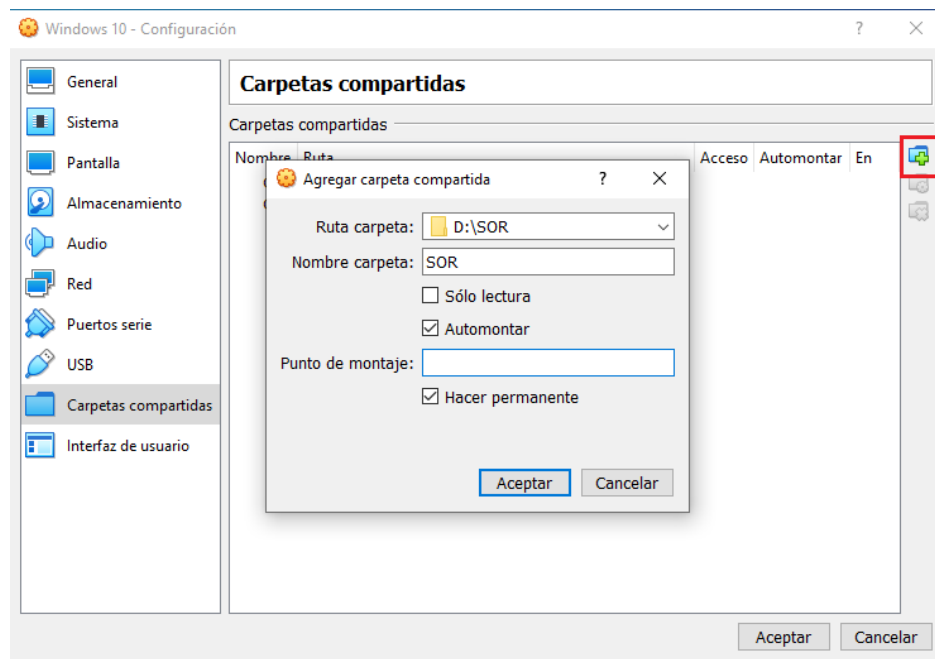 Windows 10 - Configuración ?
General
Sistema
Pantalla
Almacenamiento
Audio
Red
Puertos serie
USB
Carpetas compartidas
Interfaz de usuario
Carpetas compartidas
Carpetas compartidas
Nombre Ruta Acceso Automontar En
Agregar carpeta compartida ?
Ruta carpeta: D:\SOR
Nombre carpeta: SOR
Sólo lectura
Automontar
Punto de montaje:
Hacer permanente
Aceptar Cancelar
Aceptar Cancelar